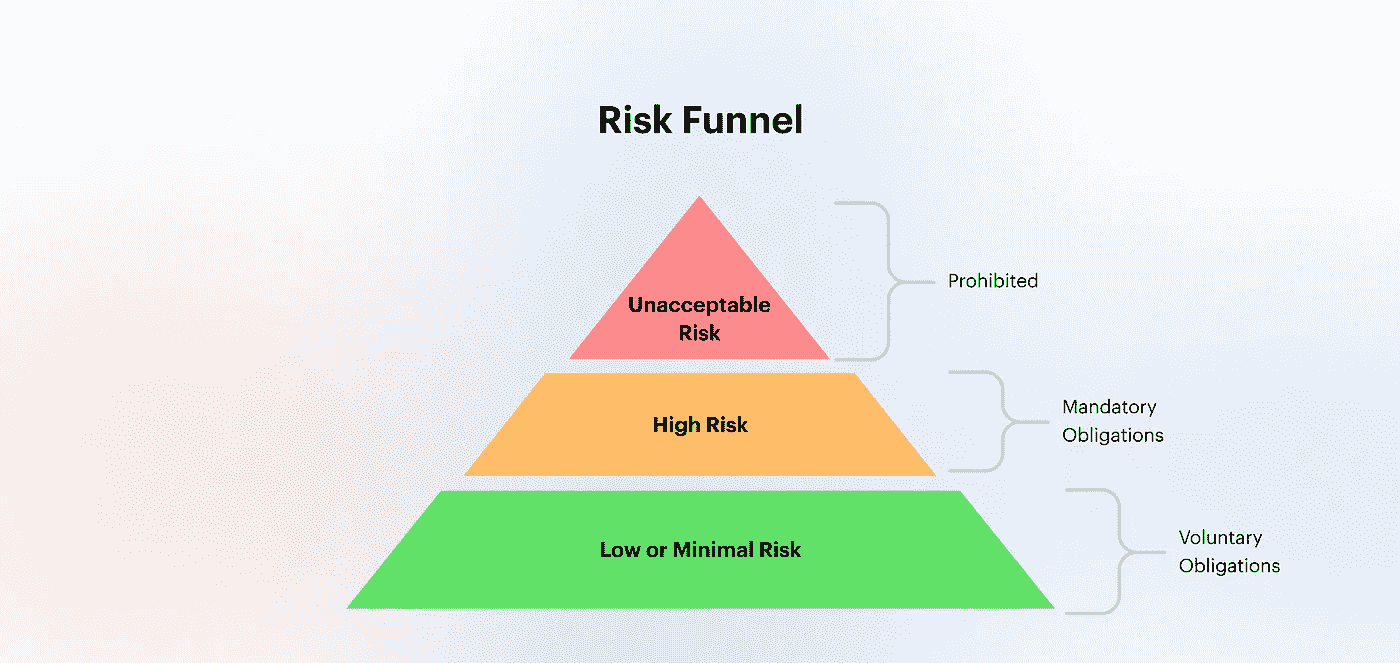 Risk Funnel
Unacceptable
Risk
Prohibited
High Risk
Mandatory
Obligations
Low or Minimal Risk
Voluntary
Obligations